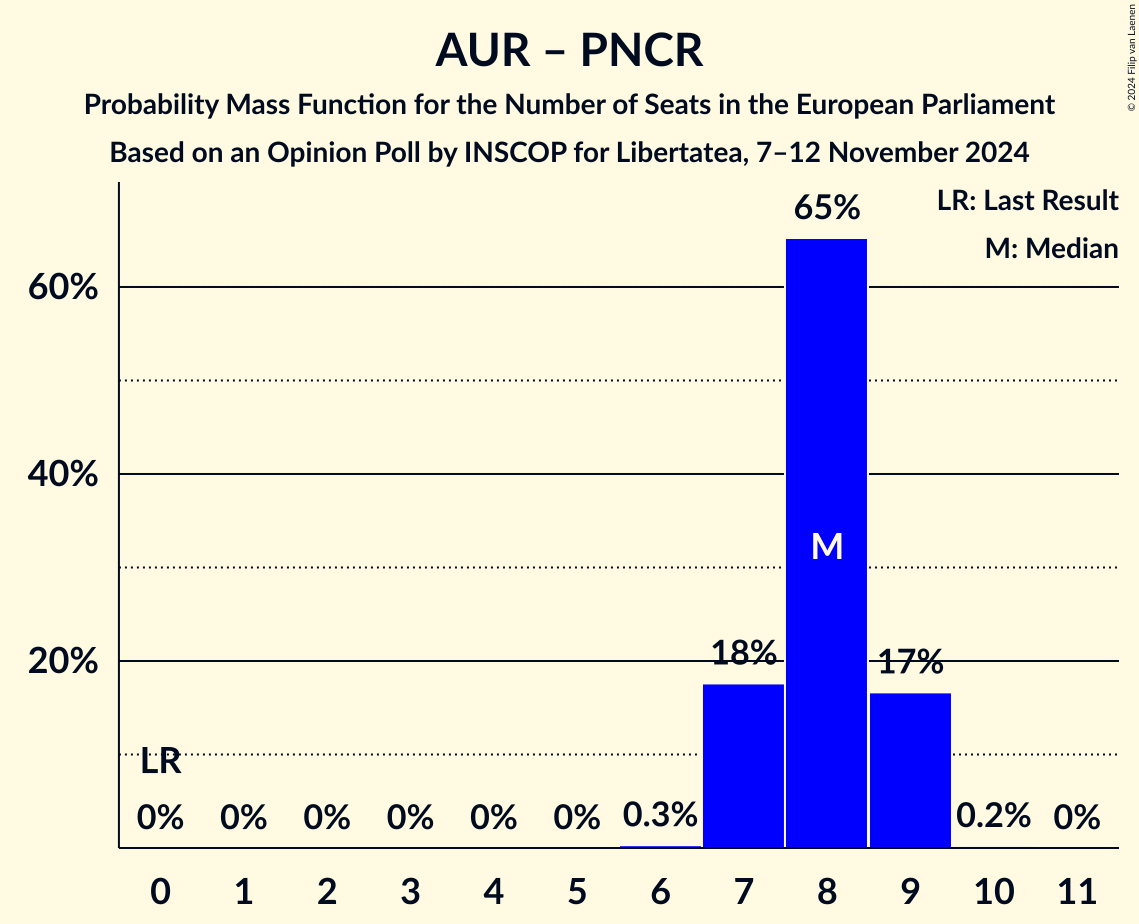 AUR – PNCR
Probability Mass Function for the Number of Seats in the European Parliament
Based on an Opinion Poll by INSCOP for Libertatea, 7–12 November 2024
© 2024 Filip van Laenen
LR: Last Result
M: Median
65%
60%
40%
M
20%
18%
17%
LR
0% 0% 0% 0% 0% 0% 0.3% 0.2% 0%
0 1 2 3 4 5 6 7 8 9 10 11